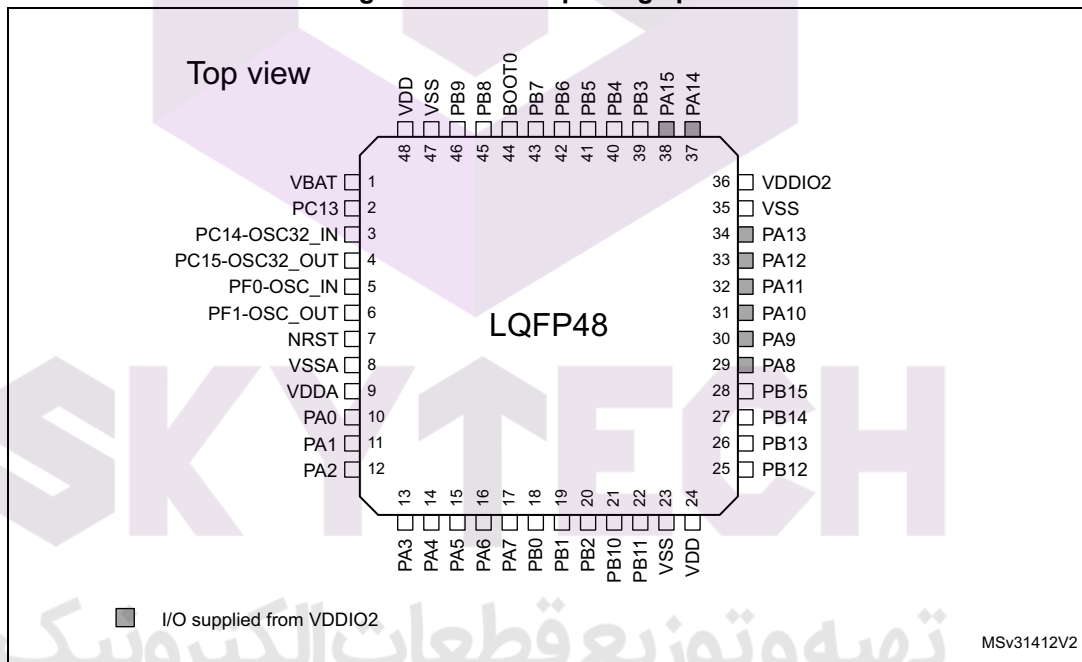 Top view
48 VDD
47 VSS
46 PB9
45 PB8
44 BOOT0
43 PB7
42 PB6
41 PB5
40 PB4
39 PB3
38 PA15
37 PA14
VBAT 1
PC13 2
PC14-OSC32_IN 3
PC15-OSC32_OUT 4
PF0-OSC_IN 5
PF1-OSC_OUT 6
NRST 7
VSSA 8
VDDA 9
PA0 10
PA1 11
PA2 12
36 VDDIO2
35 VSS
34 PA13
33 PA12
32 PA11
31 PA10
30 PA9
29 PA8
28 PB15
27 PB14
26 PB13
25 PB12
LQFP48
SKYTECH
13 PA3
14 PA4
15 PA5
16 PA6
17 PA7
18 PB0
19 PB1
20 PB2
21 PB10
22 PB11
23 VSS
24 VDD
I/O supplied from VDDIO2
تهیه و توزیع قطعات الکترونیک
MSv31412V2